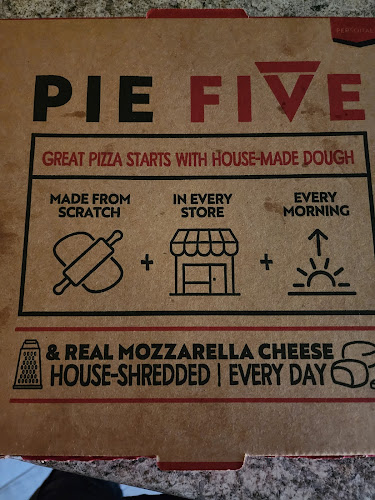 PERSONAL
PIE FIVE
GREAT PIZZA STARTS WITH HOUSE-MADE DOUGH
MADE FROM
SCRATCH
+
IN EVERY
STORE
+
EVERY
MORNING
& REAL MOZZARELLA CHEESE
HOUSE-SHREDDED | EVERY DAY